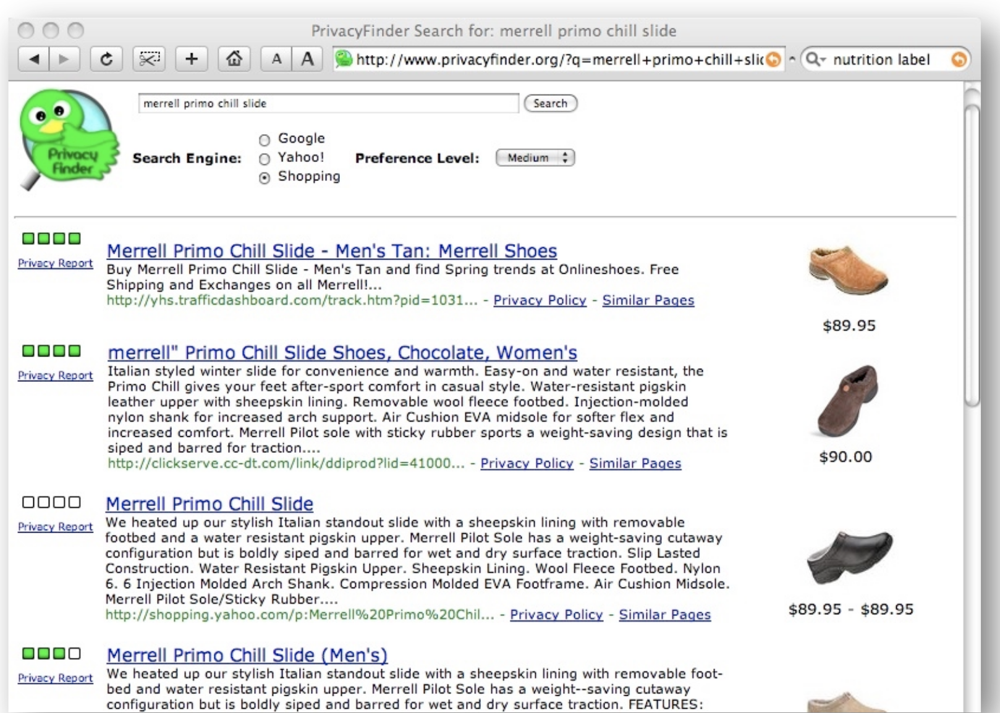 PrivacyFinder Search for: merrell primo chill slide
A A http://www.privacyfinder.org/?q=merrell+primo+chill+slic nutrition label
merrell primo chill slide Search
Privacy
Finder
Search Engine:
Google
Yahoo!
Shopping
Preference Level: Medium
Privacy Report
Merrell Primo Chill Slide - Men's Tan: Merrell Shoes
Buy Merrell Primo Chill Slide - Men's Tan and find Spring trends at Onlineshoes. Free
Shipping and Exchanges on all Merrell!...
http://yhs.trafficdashboard.com/track.htm?pid=1031... - Privacy Policy - Similar Pages
$89.95
Privacy Report
merrell" Primo Chill Slide Shoes, Chocolate, Women's
Italian styled winter slide for convenience and warmth. Easy-on and water resistant, the
Primo Chill gives your feet after-sport comfort in casual style. Water-resistant pigskin
leather upper with sheepskin lining. Removable wool fleece footbed. Injection-molded
nylon shank for increased arch support. Air Cushion EVA midsole for softer flex and
increased comfort. Merrell Pilot sole with sticky rubber sports a weight-saving design that is
siped and barred for traction....
http://clickserve.cc-dt.com/link/ddiprod?lid=41000... - Privacy Policy - Similar Pages
$90.00
Privacy Report
Merrell Primo Chill Slide
We heated up our stylish Italian standout slide with a sheepskin lining with removable
footbed and a water resistant pigskin upper. Merrell Pilot Sole has a weight-saving cutaway
configuration but is boldly siped and barred for wet and dry surface traction. Slip Lasted
Construction. Water Resistant Pigskin Upper. Sheepskin Lining. Wool Fleece Footbed. Nylon
6. 6 Injection Molded Arch Shank. Compression Molded EVA Footframe. Air Cushion Midsole.
Merrell Pilot Sole/Sticky Rubber....
http://shopping.yahoo.com/p:Merrell%20Primo%20Chil... - Privacy Policy - Similar Pages
$89.95 - $89.95
Privacy Report
Merrell Primo Chill Slide (Men's)
We heated up our stylish Italian standout slide with a sheepskin lining with removable foot-
bed and water resistant pigskin upper. Merrell Pilot Sole has a weight--saving cutaway
configuration but is boldly siped and barred for wet and dry surface traction. FEATURES: